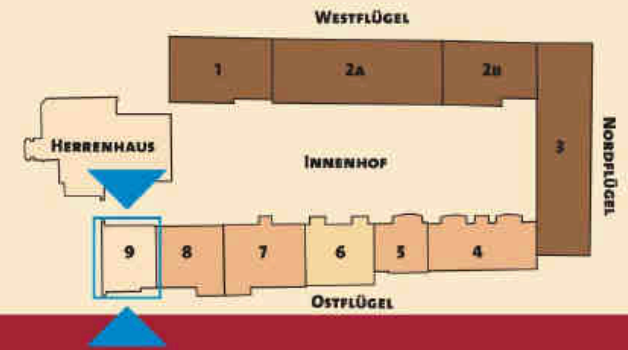 WESTFLÜGEL
1
2A
2B
HERRENHAUS
INNENHOF
3
NORDFLÜGEL
9
8
7
6
5
4
OSTFLÜGEL